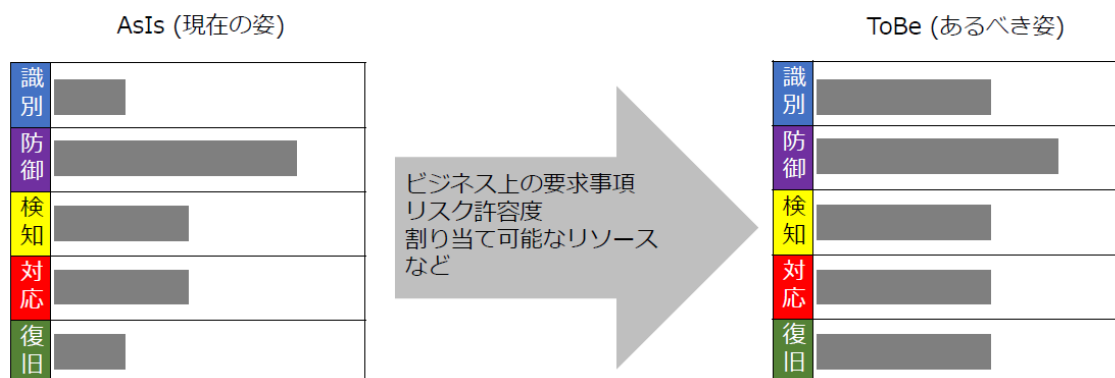 AsIs (現在の姿)
識別
防御
検知
対応
復旧
ビジネス上の要求事項
リスク許容度
割り当て可能なリソース
など
ToBe (あるべき姿)
識別
防御
検知
対応
復旧